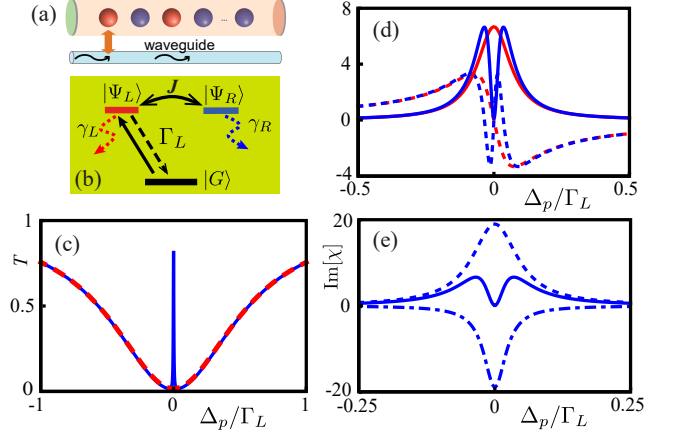 (a)
...
waveguide
|Ψ_L⟩
J
|Ψ_R⟩
γ_L
Γ_L
γ_R
(b)
|G⟩
(c)
1
T
0.5
0
-1
0
1
Δ_p/Γ_L
(d)
8
4
0
-4
-0.5
0
0.5
Δ_p/Γ_L
(e)
20
Im[χ]
0
-20
-0.25
0
0.25
Δ_p/Γ_L